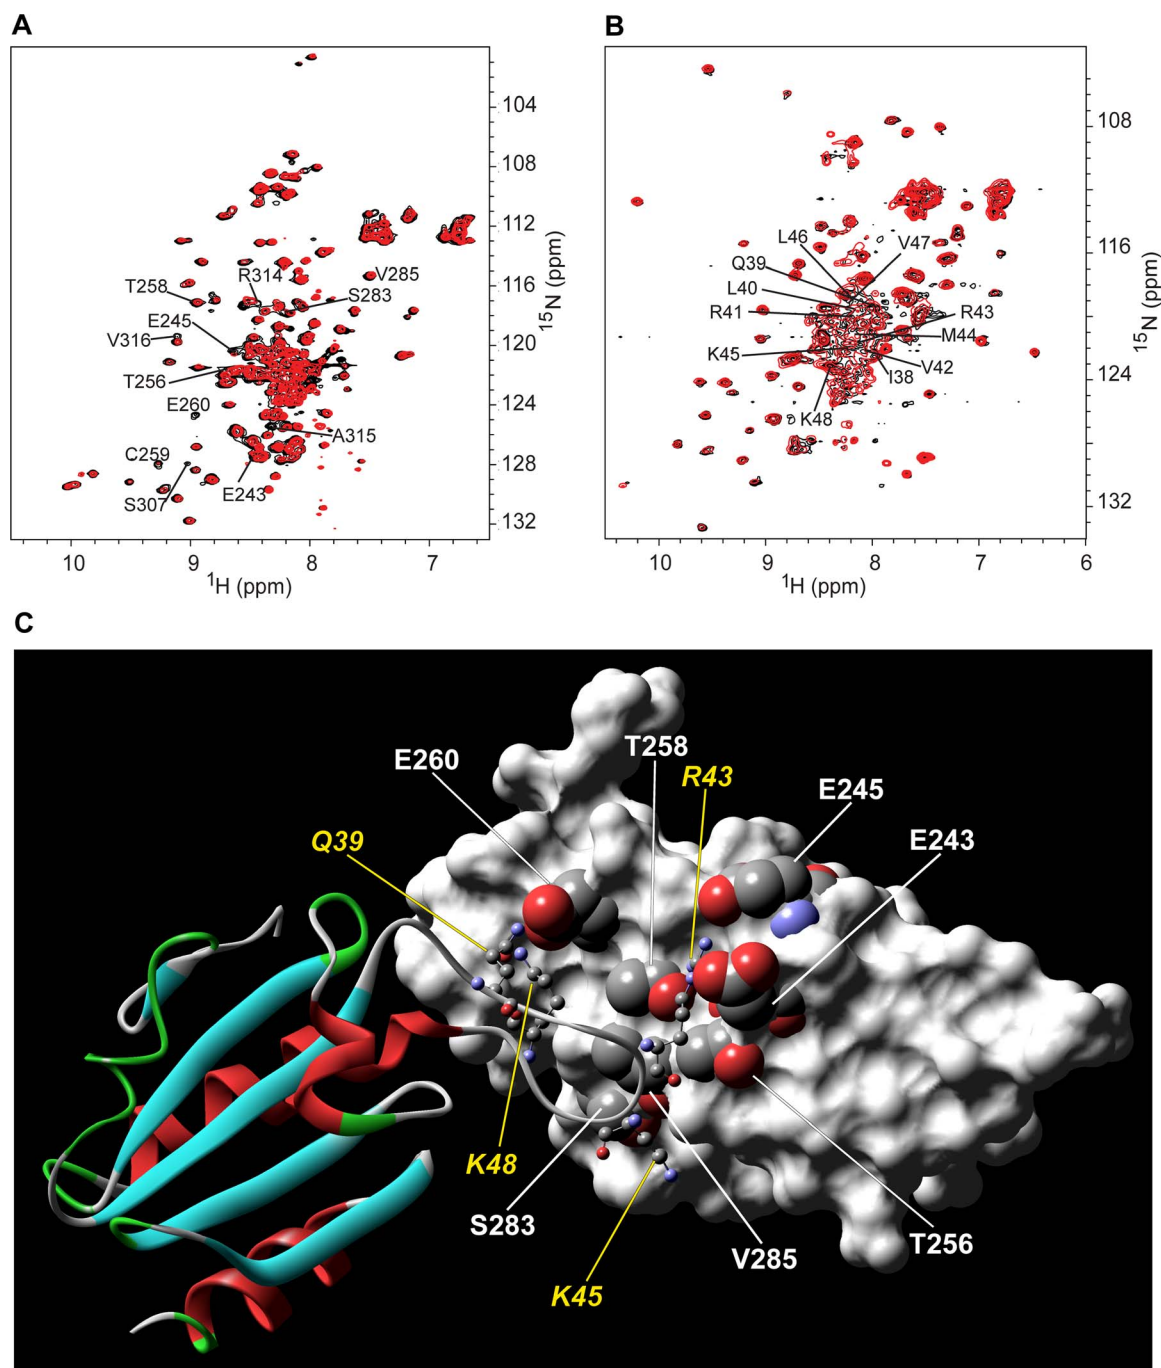 A
104
108
112
116
120
124
128
132
15N (ppm)
R314
V285
T258
S283
E245
V316
T256
E260
A315
C259
S307
E243
10
9
8
7
1H (ppm)
B
108
116
124
132
15N (ppm)
L46
V47
Q39
L40
R41
R43
M44
K45
V42
I38
K48
10
9
8
7
6
1H (ppm)
C
T258
E260
R43
E245
Q39
E243
K48
S283
T256
V285
K45